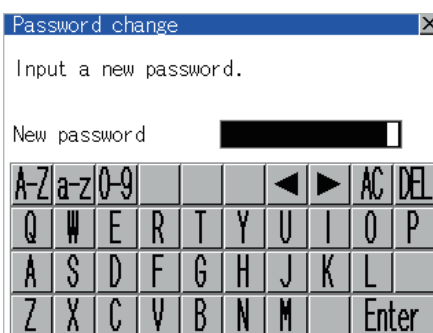 Password change ×
Input a new password.
New password
A-Z a-z 0-9 ◀ ▶ AC DEL
Q W E R T Y U I O P
A S D F G H J K L
Z X C V B N M Enter